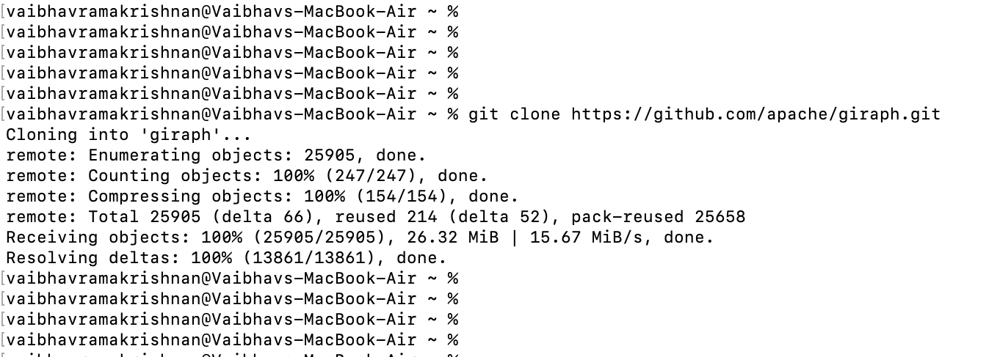 [vaibhavramakrishnan@Vaibhavs-MacBook-Air ~ %
[vaibhavramakrishnan@Vaibhavs-MacBook-Air ~ %
[vaibhavramakrishnan@Vaibhavs-MacBook-Air ~ %
[vaibhavramakrishnan@Vaibhavs-MacBook-Air ~ %
[vaibhavramakrishnan@Vaibhavs-MacBook-Air ~ %
[vaibhavramakrishnan@Vaibhavs-MacBook-Air ~ % git clone https://github.com/apache/giraph.git
Cloning into 'giraph'...
remote: Enumerating objects: 25905, done.
remote: Counting objects: 100% (247/247), done.
remote: Compressing objects: 100% (154/154), done.
remote: Total 25905 (delta 66), reused 214 (delta 52), pack-reused 25658
Receiving objects: 100% (25905/25905), 26.32 MiB | 15.67 MiB/s, done.
Resolving deltas: 100% (13861/13861), done.
[vaibhavramakrishnan@Vaibhavs-MacBook-Air ~ %
[vaibhavramakrishnan@Vaibhavs-MacBook-Air ~ %
[vaibhavramakrishnan@Vaibhavs-MacBook-Air ~ %
[vaibhavramakrishnan@Vaibhavs-MacBook-Air ~ %
[vaibhavramakrishnan@Vaibhavs-MacBook-Air ~ %